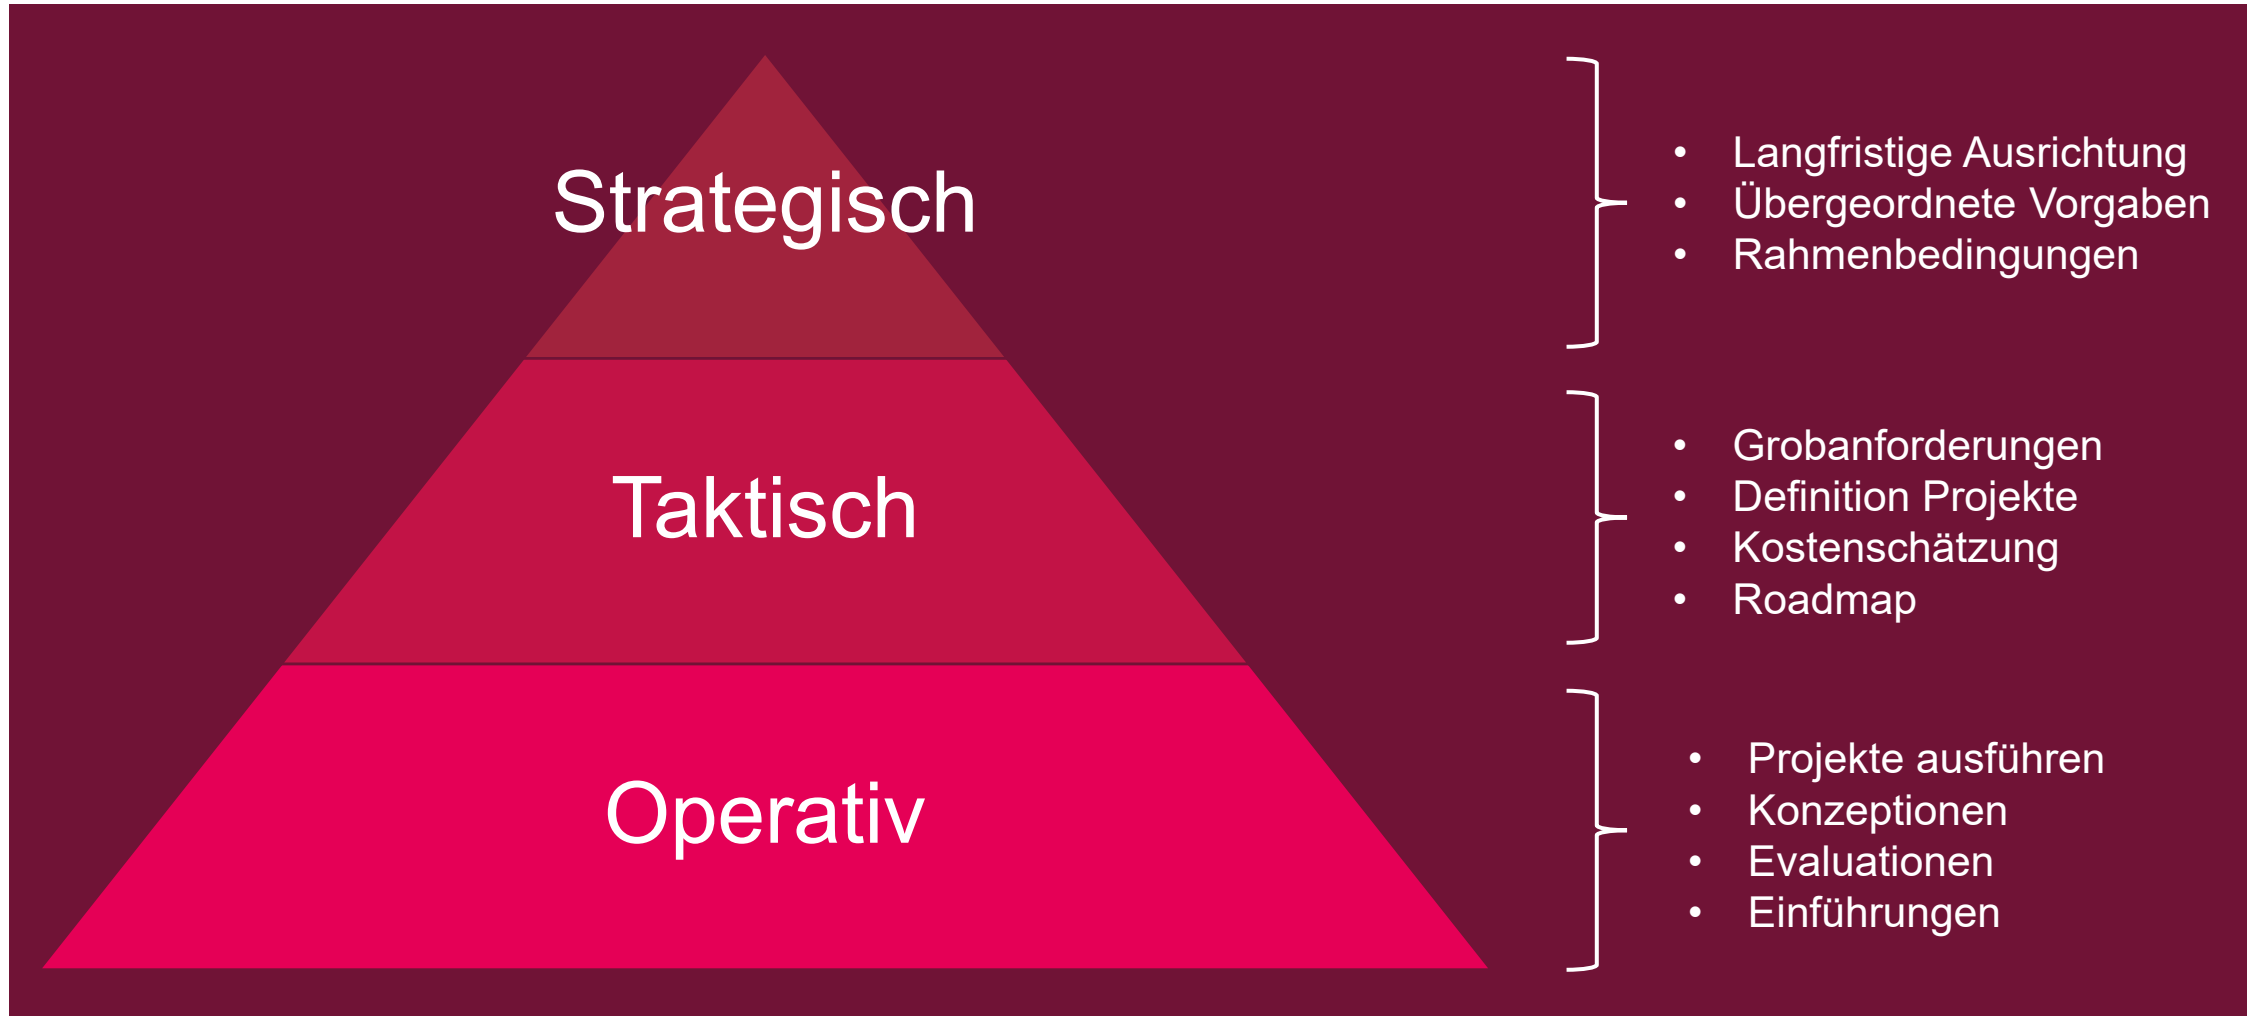 Strategisch
• Langfristige Ausrichtung
• Übergeordnete Vorgaben
• Rahmenbedingungen
Taktisch
• Grobanforderungen
• Definition Projekte
• Kostenschätzung
• Roadmap
Operativ
• Projekte ausführen
• Konzeptionen
• Evaluationen
• Einführungen